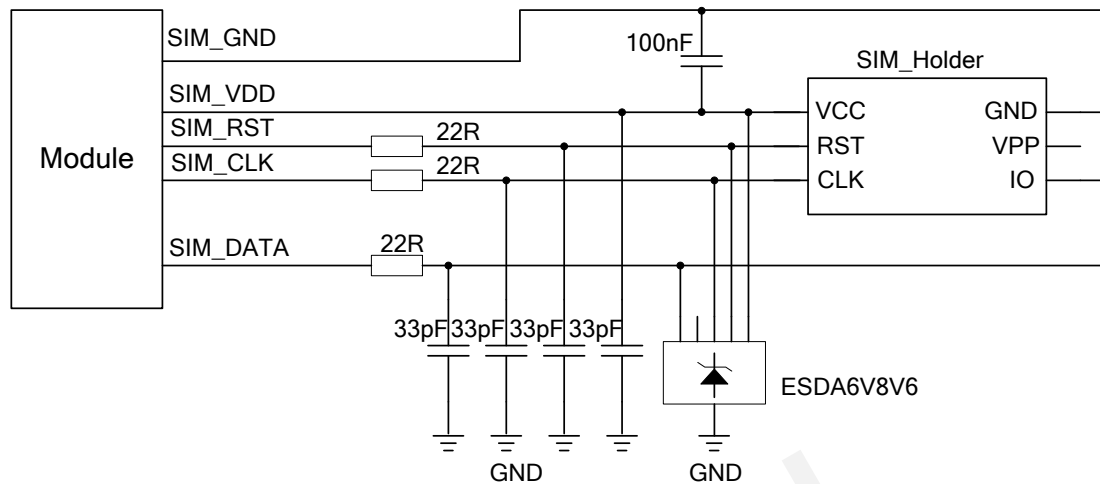 SIM_GND
100nF
SIM_Holder
SIM_VDD
VCC GND
SIM_RST 22R
RST VPP
Module
SIM_CLK 22R
CLK IO
SIM_DATA 22R
33pF 33pF 33pF 33pF
ESDA6V8V6
GND GND